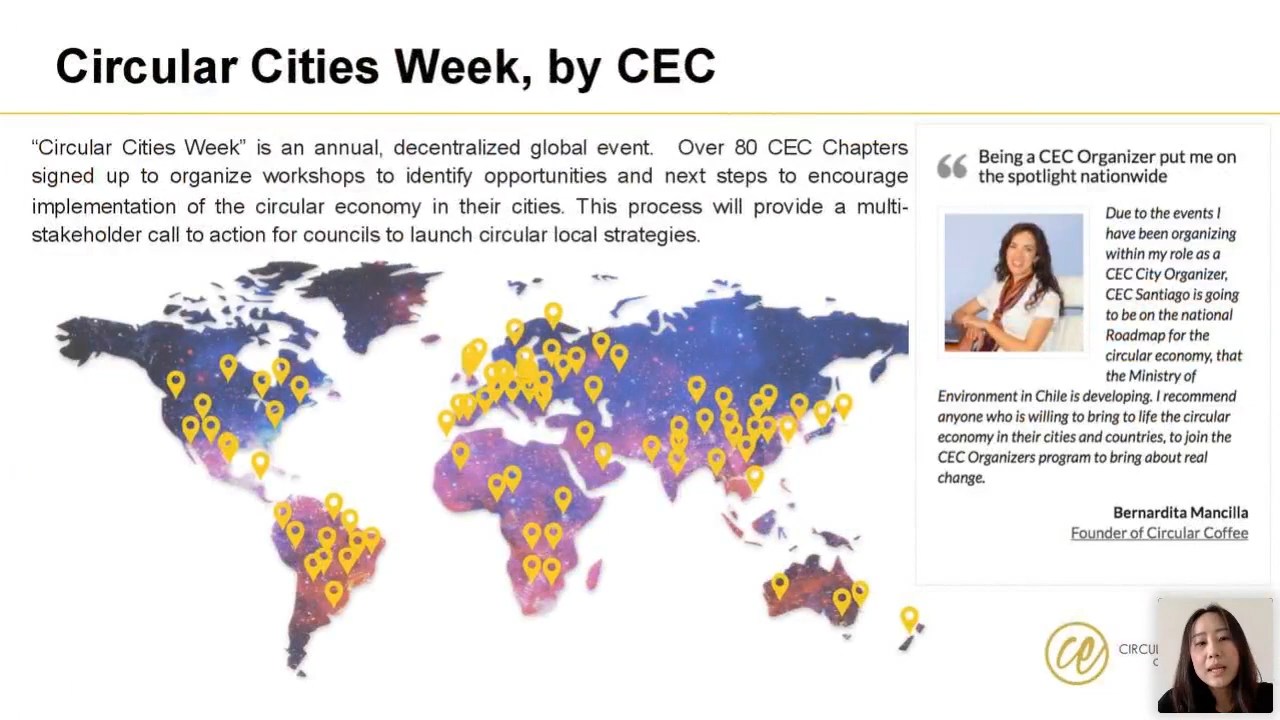 Circular Cities Week, by CEC
“Circular Cities Week” is an annual, decentralized global event. Over 80 CEC Chapters
signed up to organize workshops to identify opportunities and next steps to encourage
implementation of the circular economy in their cities. This process will provide a multi-
stakeholder call to action for councils to launch circular local strategies.
“ Being a CEC Organizer put me on
the spotlight nationwide
Due to the events I
have been organizing
within my role as a
CEC City Organizer,
CEC Santiago is going
to be on the national
Roadmap for the
circular economy, that
the Ministry of
Environment in Chile is developing. I recommend
anyone who is willing to bring to life the circular
economy in their cities and countries, to join the
CEC Organizers program to bring about real
change.
Bernardita Mancilla
Founder of Circular Coffee
ce